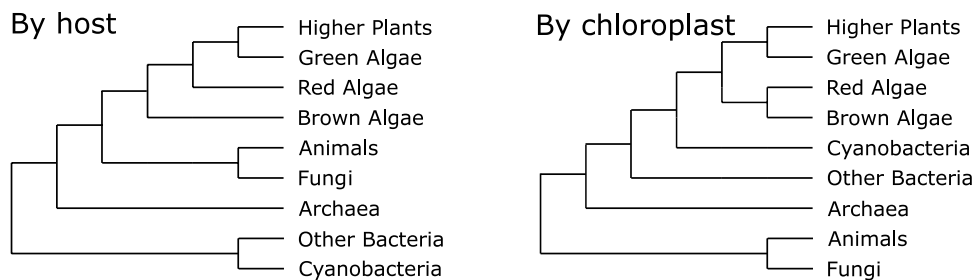 By host
Higher Plants
Green Algae
Red Algae
Brown Algae
Animals
Fungi
Archaea
Other Bacteria
Cyanobacteria
By chloroplast
Higher Plants
Green Algae
Red Algae
Brown Algae
Cyanobacteria
Other Bacteria
Archaea
Animals
Fungi